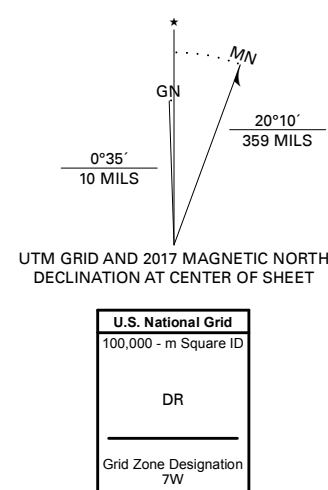 ★
MN
GN
20°10´
359 MILS
0°35´
10 MILS
UTM GRID AND 2017 MAGNETIC NORTH
DECLINATION AT CENTER OF SHEET
U.S. National Grid
100,000 - m Square ID
DR
Grid Zone Designation
7W